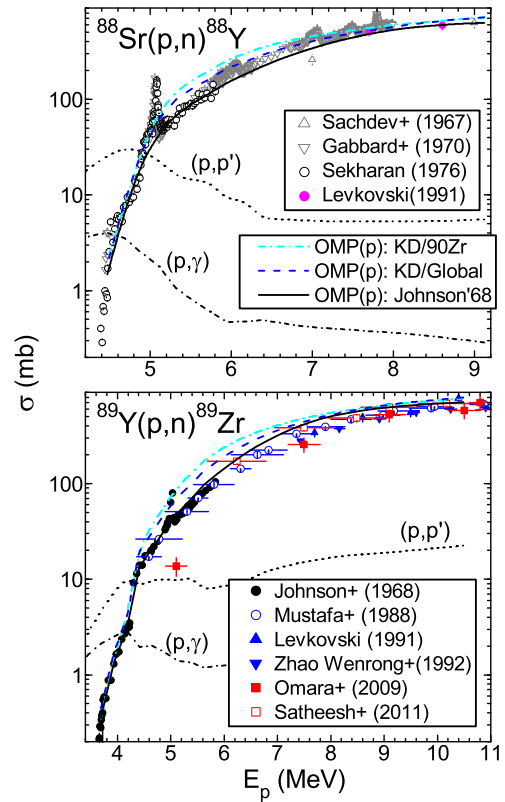 ⁸⁸Sr(p,n)⁸⁸Y
100
10
1
(p,p')
(p,γ)
Sachdev+ (1967)
Gabbard+ (1970)
Sekharan (1976)
Levkovski(1991)
OMP(p): KD/90Zr
OMP(p): KD/Global
OMP(p): Johnson'68
5 6 7 8 9
σ (mb)
⁸⁹Y(p,n)⁸⁹Zr
100
10
1
(p,p')
(p,γ)
Johnson+ (1968)
Mustafa+ (1988)
Levkovski (1991)
Zhao Wenrong+(1992)
Omara+ (2009)
Satheesh+ (2011)
4 5 6 7 8 9 10 11
Eₚ (MeV)